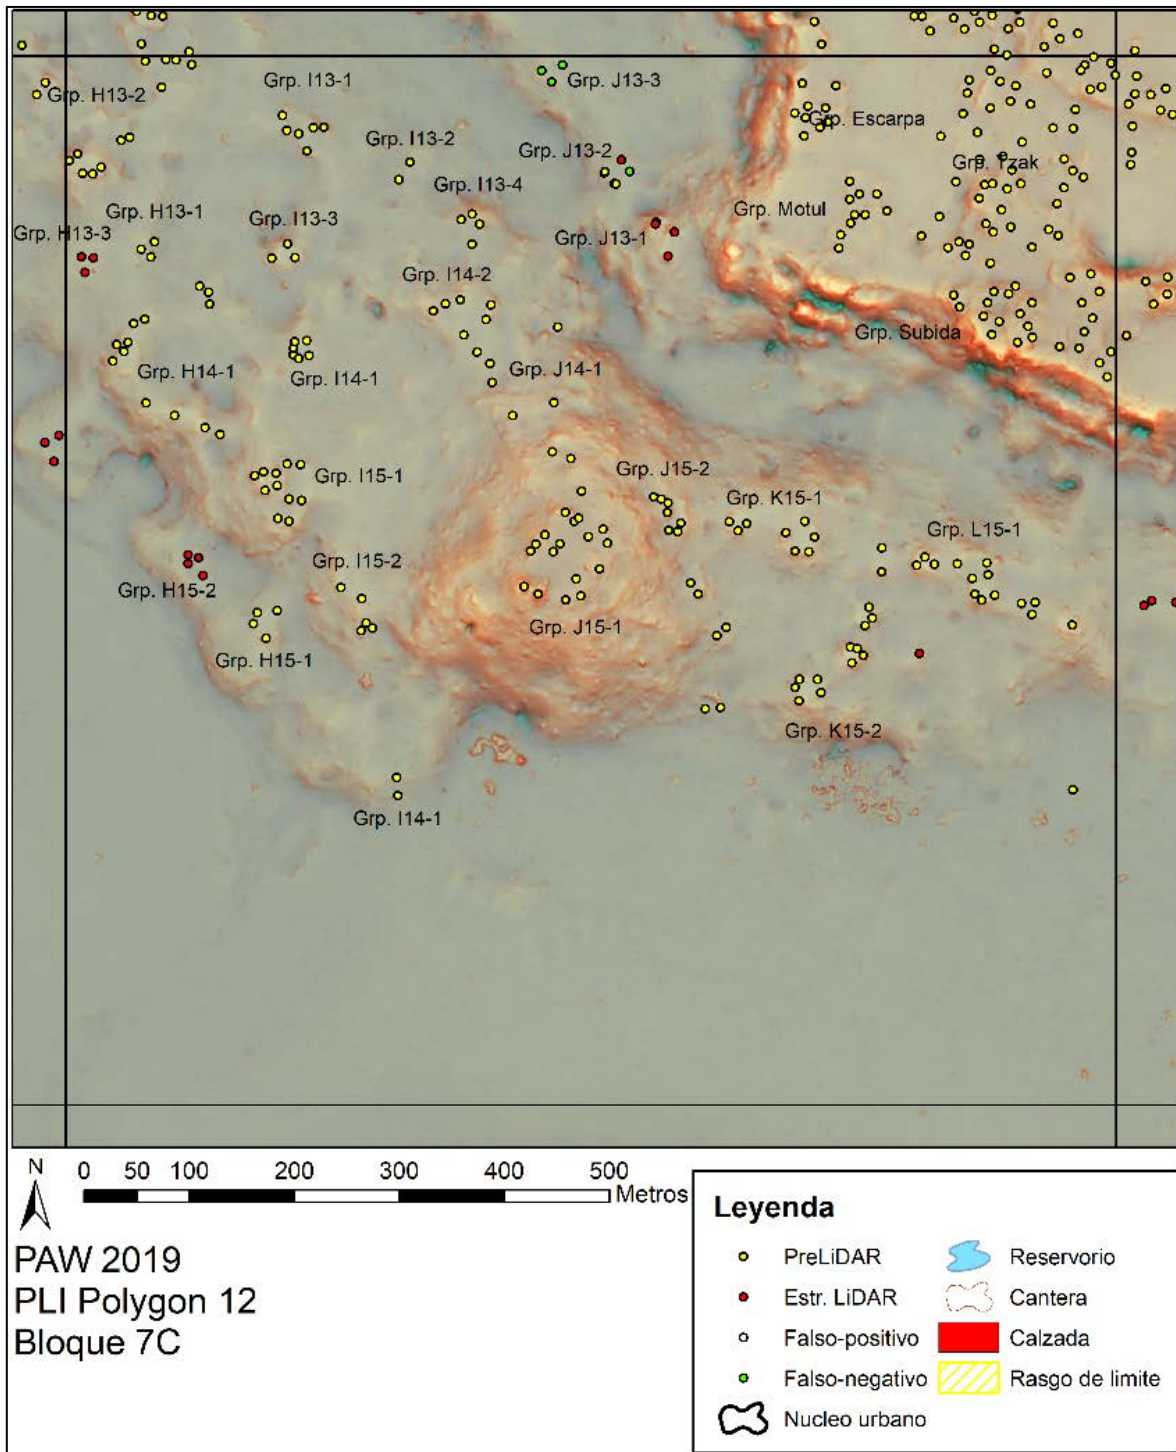 Grp. I13-1
Grp. J13-3
Grp. H13-2
Grp. Escarpa
Grp. I13-2
Grp. J13-2
Grp. Tzak
Grp. I13-4
Grp. H13-1
Grp. Motul
Grp. H13-3
Grp. I13-3
Grp. J13-1
Grp. I14-2
Grp. Subida
Grp. H14-1
Grp. I14-1
Grp. J14-1
Grp. I15-1
Grp. J15-2
Grp. K15-1
Grp. L15-1
Grp. I15-2
Grp. H15-2
Grp. J15-1
Grp. H15-1
Grp. K15-2
Grp. I14-1
N
0 50 100 200 300 400 500
Metros
PAW 2019
PLI Polygon 12
Bloque 7C
Leyenda
PreLiDAR
Estr. LiDAR
Falso-positivo
Falso-negativo
Nucleo urbano
Reservorio
Cantera
Calzada
Rasgo de limite